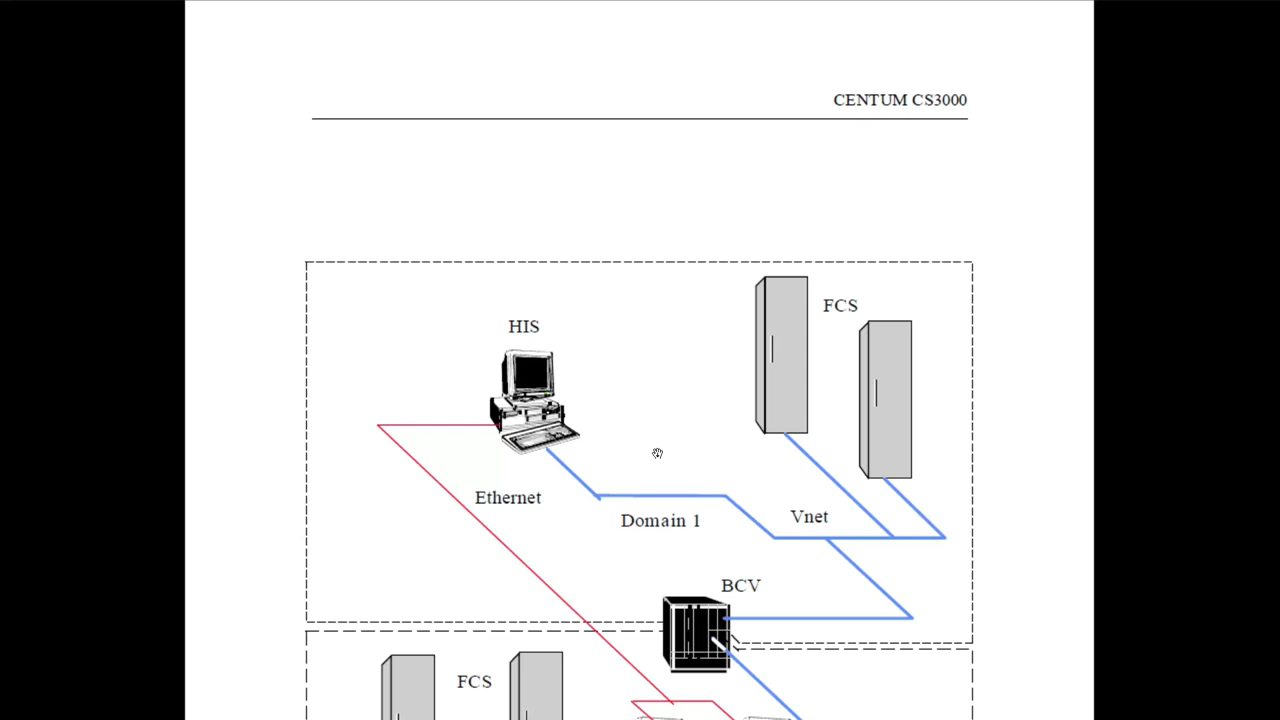 CENTUM CS3000
FCS
HIS
Ethernet
Domain 1
Vnet
BCV
FCS